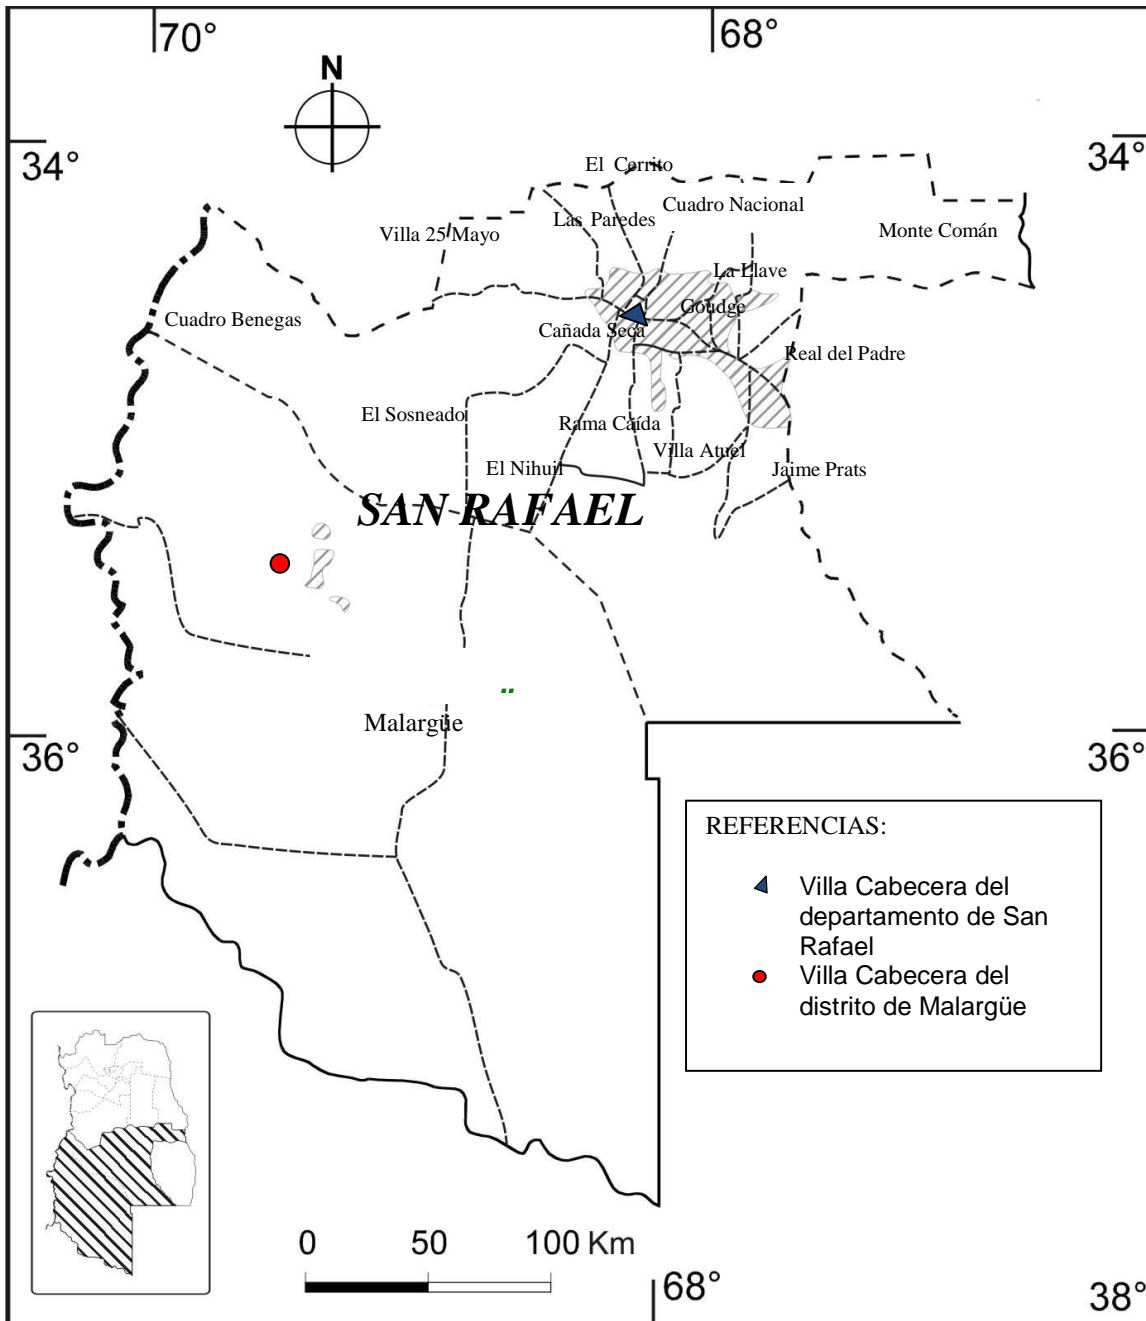 70°
68°
N
34°
34°
El Cerrito
Las Paredes
Cuadro Nacional
Villa 25 Mayo
Monte Comán
La Llave
Goudge
Cuadro Benegas
Cañada Seca
Real del Padre
El Sosneado
Rama Caída
Villa Atuel
El Nihuil
Jaime Prats
SAN RAFAEL
¨
Malargüe
36°
36°
REFERENCIAS:
Villa Cabecera del
departamento de San
Rafael
Villa Cabecera del
distrito de Malargüe
0 50 100 Km
68°
38°